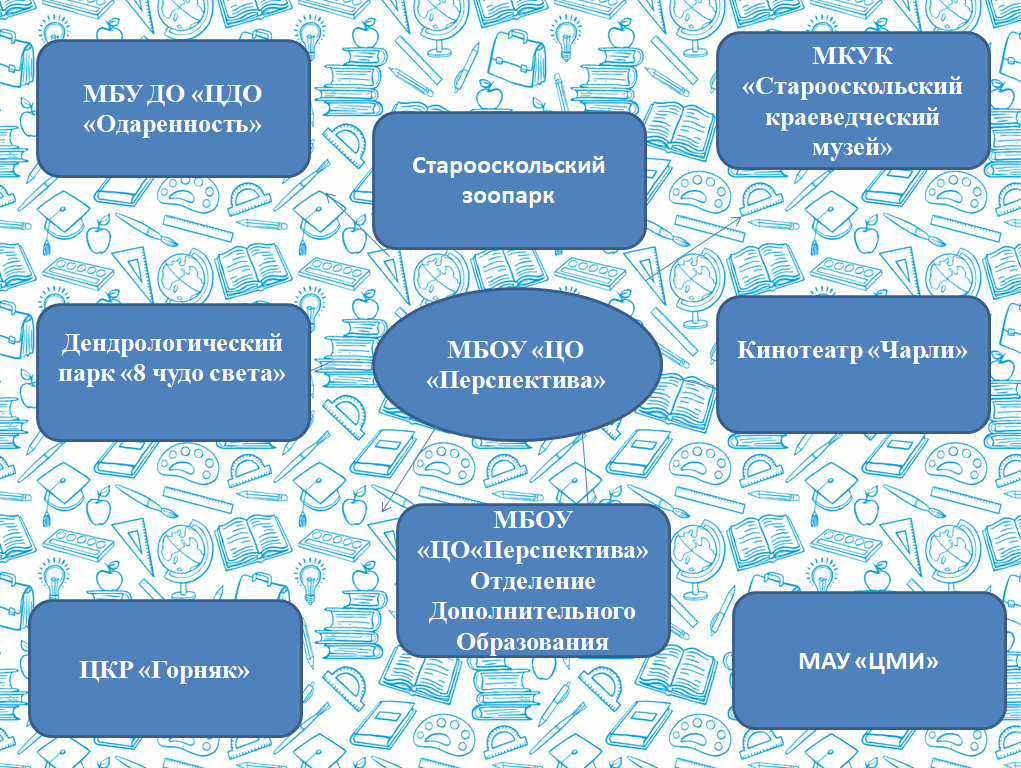 МБУ ДО «ЦДО
«Одаренность»
Старооскольский
зоопарк
МКУК
«Старооскольский
краеведческий
музей»
Дендрологический
парк «8 чудо света»
МБОУ «ЦО
«Перспектива»
Кинотеатр «Чарли»
МБОУ
«ЦО«Перспектива»
Отделение
Дополнительного
Образования
ЦКР «Горняк»
МАУ «ЦМИ»